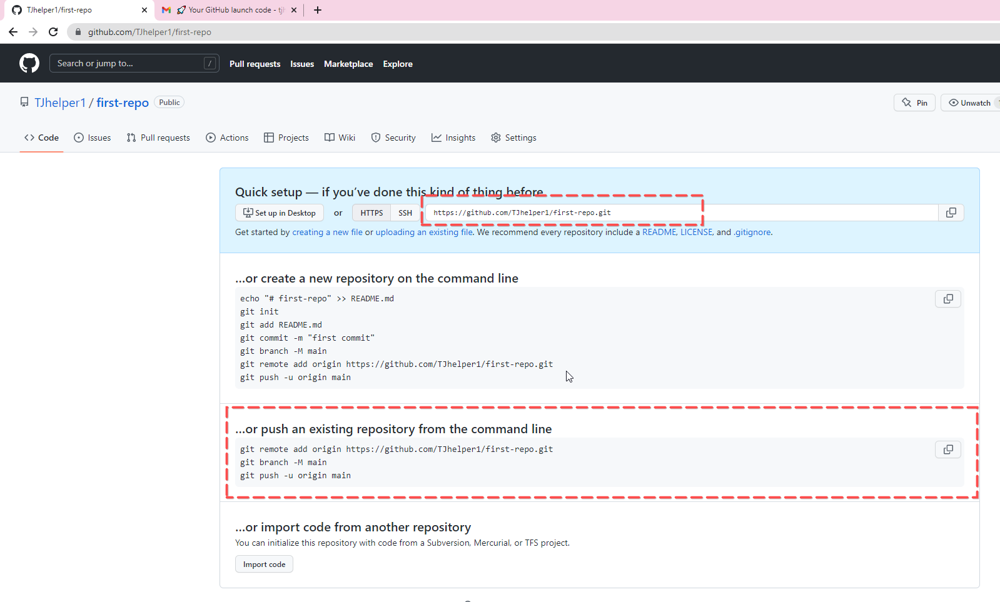 TJhelper1/first-repo
Your GitHub launch code - tjh
github.com/TJhelper1/first-repo
Search or jump to...
/
Pull requests
Issues
Marketplace
Explore
TJhelper1 / first-repo
Public
Pin
Unwatch
Code
Issues
Pull requests
Actions
Projects
Wiki
Security
Insights
Settings
Quick setup — if you’ve done this kind of thing before
Set up in Desktop
or
HTTPS
SSH
https://github.com/TJhelper1/first-repo.git
Get started by creating a new file or uploading an existing file. We recommend every repository include a README, LICENSE, and .gitignore.
…or create a new repository on the command line
echo "# first-repo" >> README.md
git init
git add README.md
git commit -m "first commit"
git branch -M main
git remote add origin https://github.com/TJhelper1/first-repo.git
git push -u origin main
…or push an existing repository from the command line
git remote add origin https://github.com/TJhelper1/first-repo.git
git branch -M main
git push -u origin main
…or import code from another repository
You can initialize this repository with code from a Subversion, Mercurial, or TFS project.
Import code